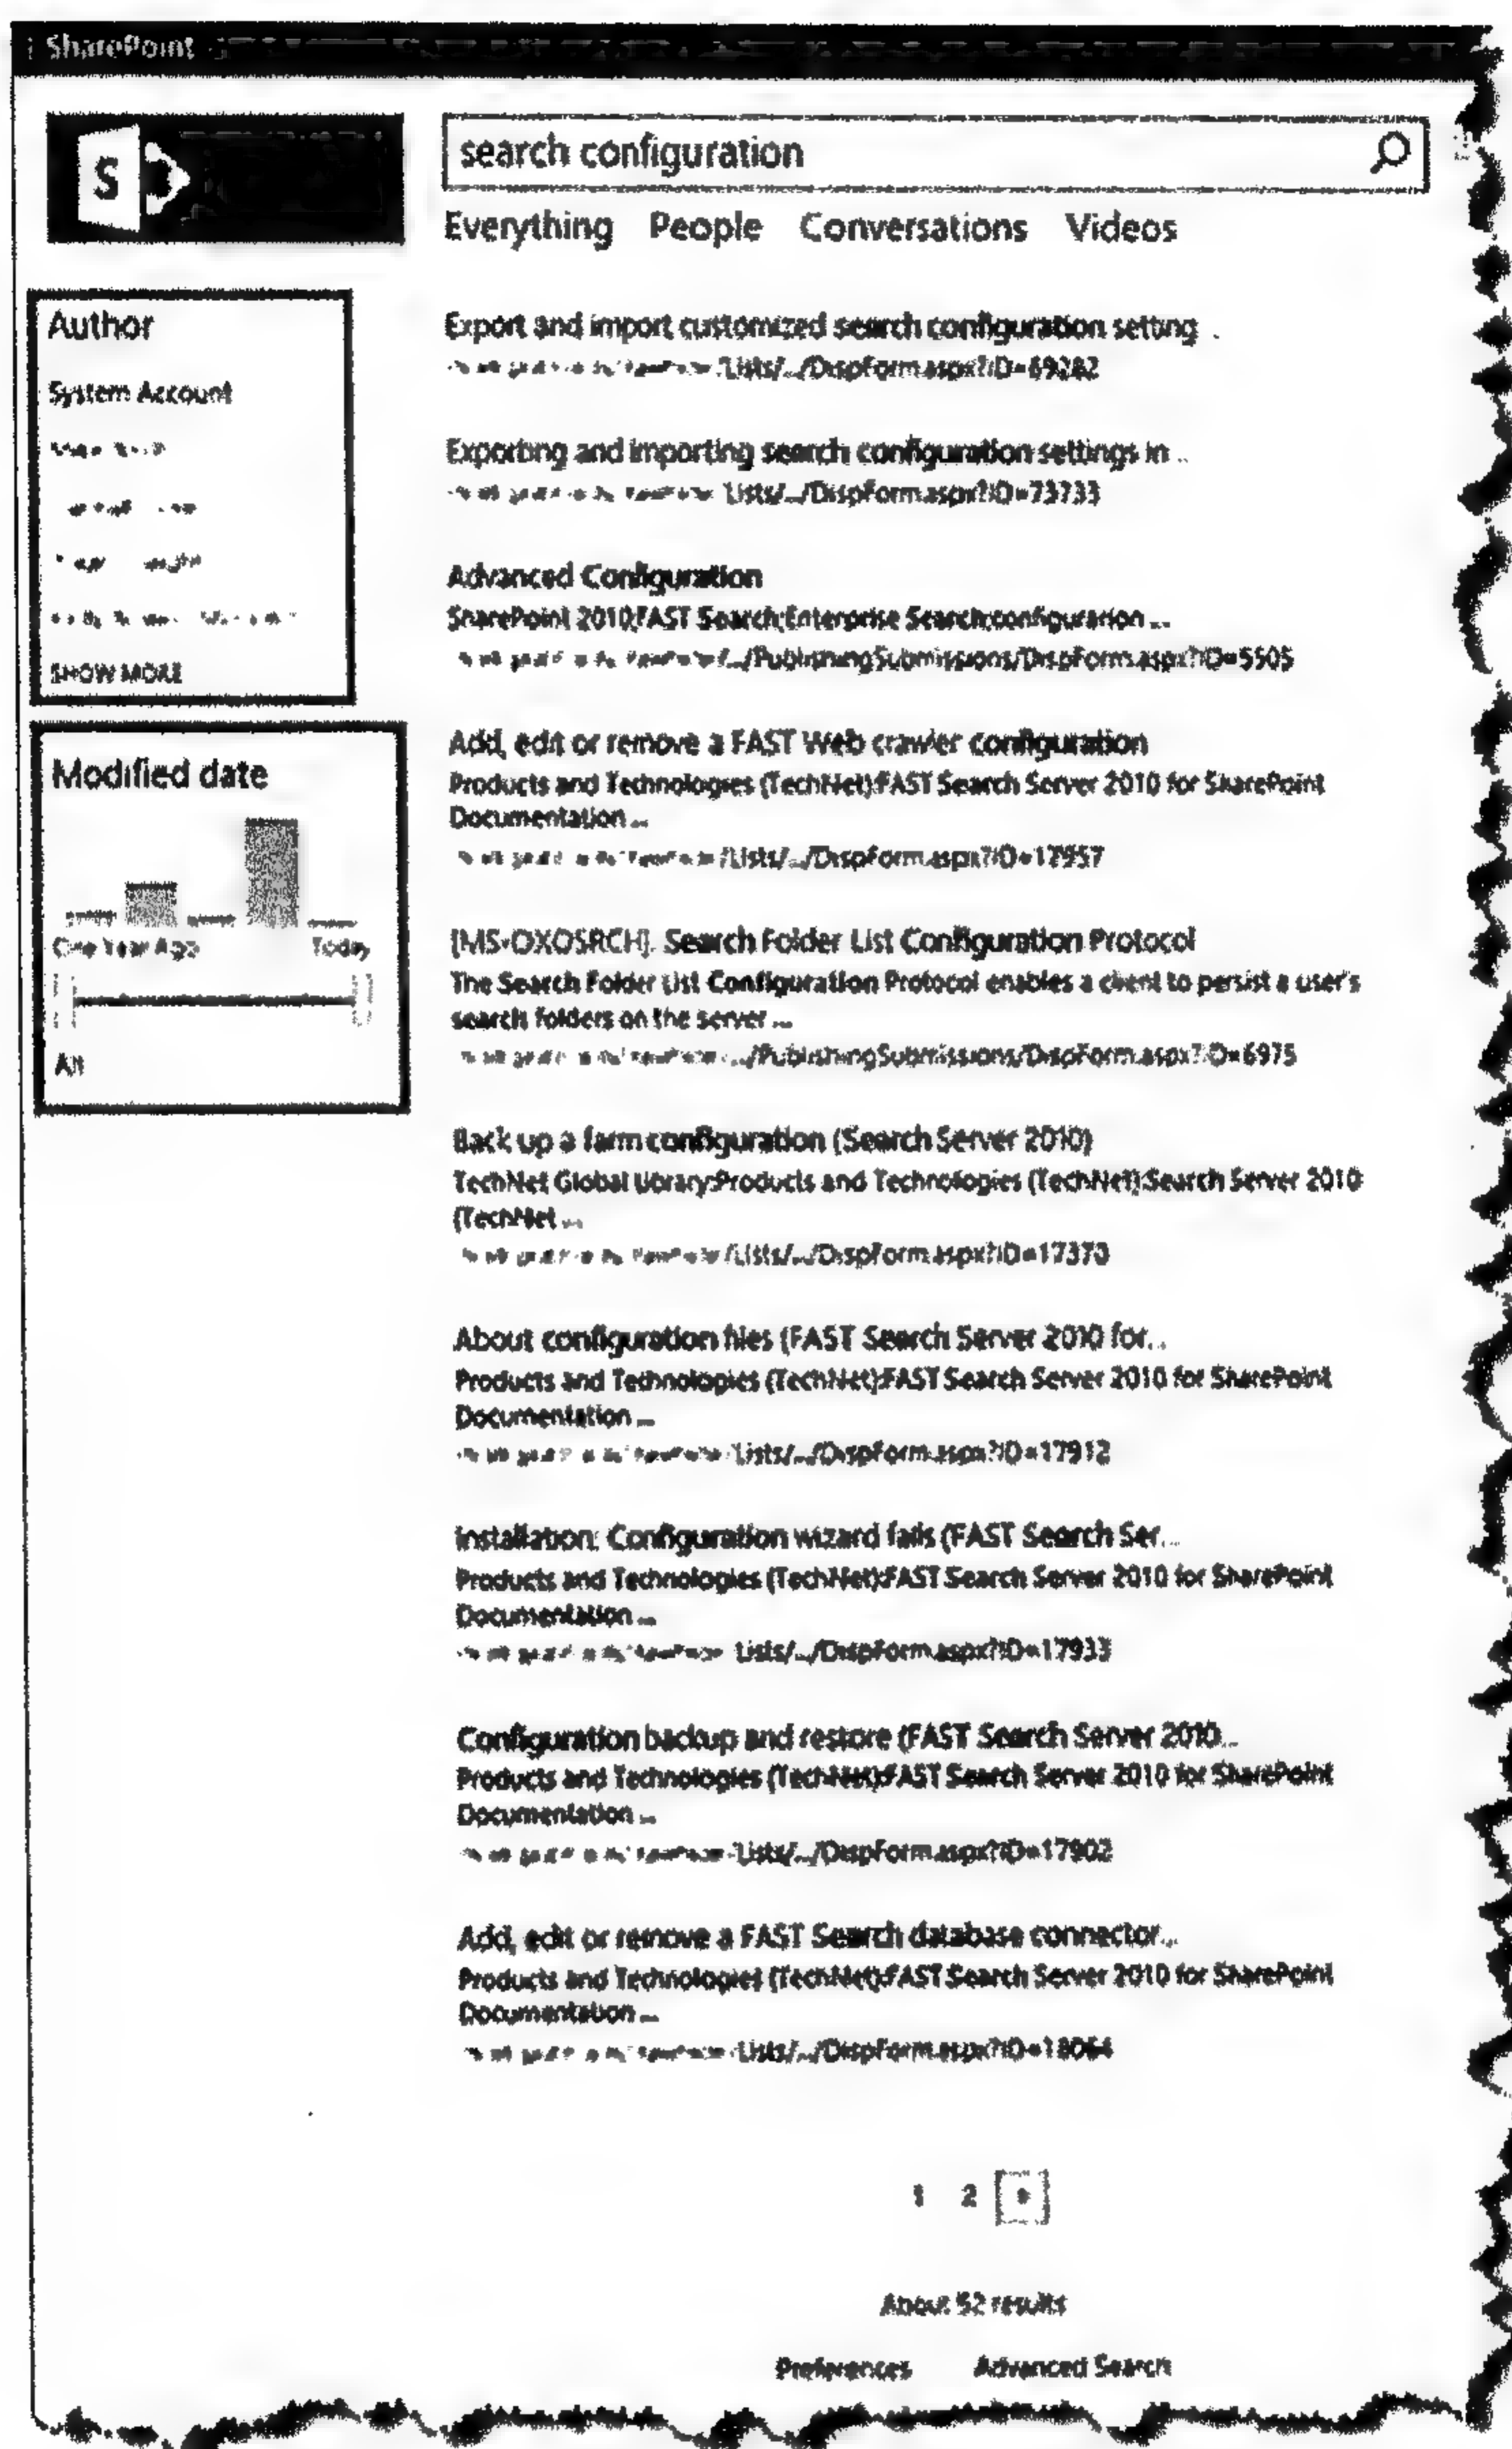 SharePoint
S
search configuration
Everything People Conversations Videos
Author
System Account
SHOW MORE
Modified date
One Year Ago Today
All
Export and import customized search configuration setting ..
Lists/.../DispForm.aspx?ID=69282
Exporting and importing search configuration settings in ...
Lists/.../DispForm.aspx?ID=73733
Advanced Configuration
SharePoint 2010;FAST Search;Enterprise Search;configuration ...
/.../PublishingSubmissions/DispForm.aspx?ID=5505
Add, edit or remove a FAST Web crawler configuration
Products and Technologies (TechNet):FAST Search Server 2010 for SharePoint
Documentation ...
/Lists/.../DispForm.aspx?ID=17957
[MS-OXOSRCH]: Search Folder List Configuration Protocol
The Search Folder List Configuration Protocol enables a client to persist a user's
search folders on the server ...
.../PublishingSubmissions/DispForm.aspx?ID=6975
Back up a farm configuration (Search Server 2010)
TechNet Global Library:Products and Technologies (TechNet):Search Server 2010
(TechNet ...
/Lists/.../DispForm.aspx?ID=17370
About configuration files (FAST Search Server 2010 for...
Products and Technologies (TechNet):FAST Search Server 2010 for SharePoint
Documentation ...
Lists/.../DispForm.aspx?ID=17912
Installation: Configuration wizard fails (FAST Search Ser...
Products and Technologies (TechNet):FAST Search Server 2010 for SharePoint
Documentation ...
Lists/.../DispForm.aspx?ID=17933
Configuration backup and restore (FAST Search Server 2010...
Products and Technologies (TechNet):FAST Search Server 2010 for SharePoint
Documentation ...
Lists/.../DispForm.aspx?ID=17902
Add, edit or remove a FAST Search database connector...
Products and Technologies (TechNet):FAST Search Server 2010 for SharePoint
Documentation ...
Lists/.../DispForm.aspx?ID=18064
1 2
About 52 results
Preferences Advanced Search